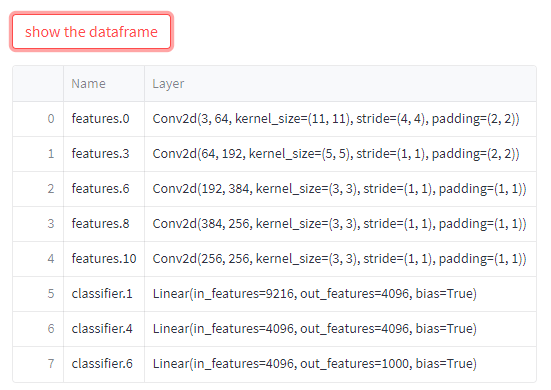 show the dataframe
Name Layer
0 features.0 Conv2d(3, 64, kernel_size=(11, 11), stride=(4, 4), padding=(2, 2))
1 features.3 Conv2d(64, 192, kernel_size=(5, 5), stride=(1, 1), padding=(2, 2))
2 features.6 Conv2d(192, 384, kernel_size=(3, 3), stride=(1, 1), padding=(1, 1))
3 features.8 Conv2d(384, 256, kernel_size=(3, 3), stride=(1, 1), padding=(1, 1))
4 features.10 Conv2d(256, 256, kernel_size=(3, 3), stride=(1, 1), padding=(1, 1))
5 classifier.1 Linear(in_features=9216, out_features=4096, bias=True)
6 classifier.4 Linear(in_features=4096, out_features=4096, bias=True)
7 classifier.6 Linear(in_features=4096, out_features=1000, bias=True)